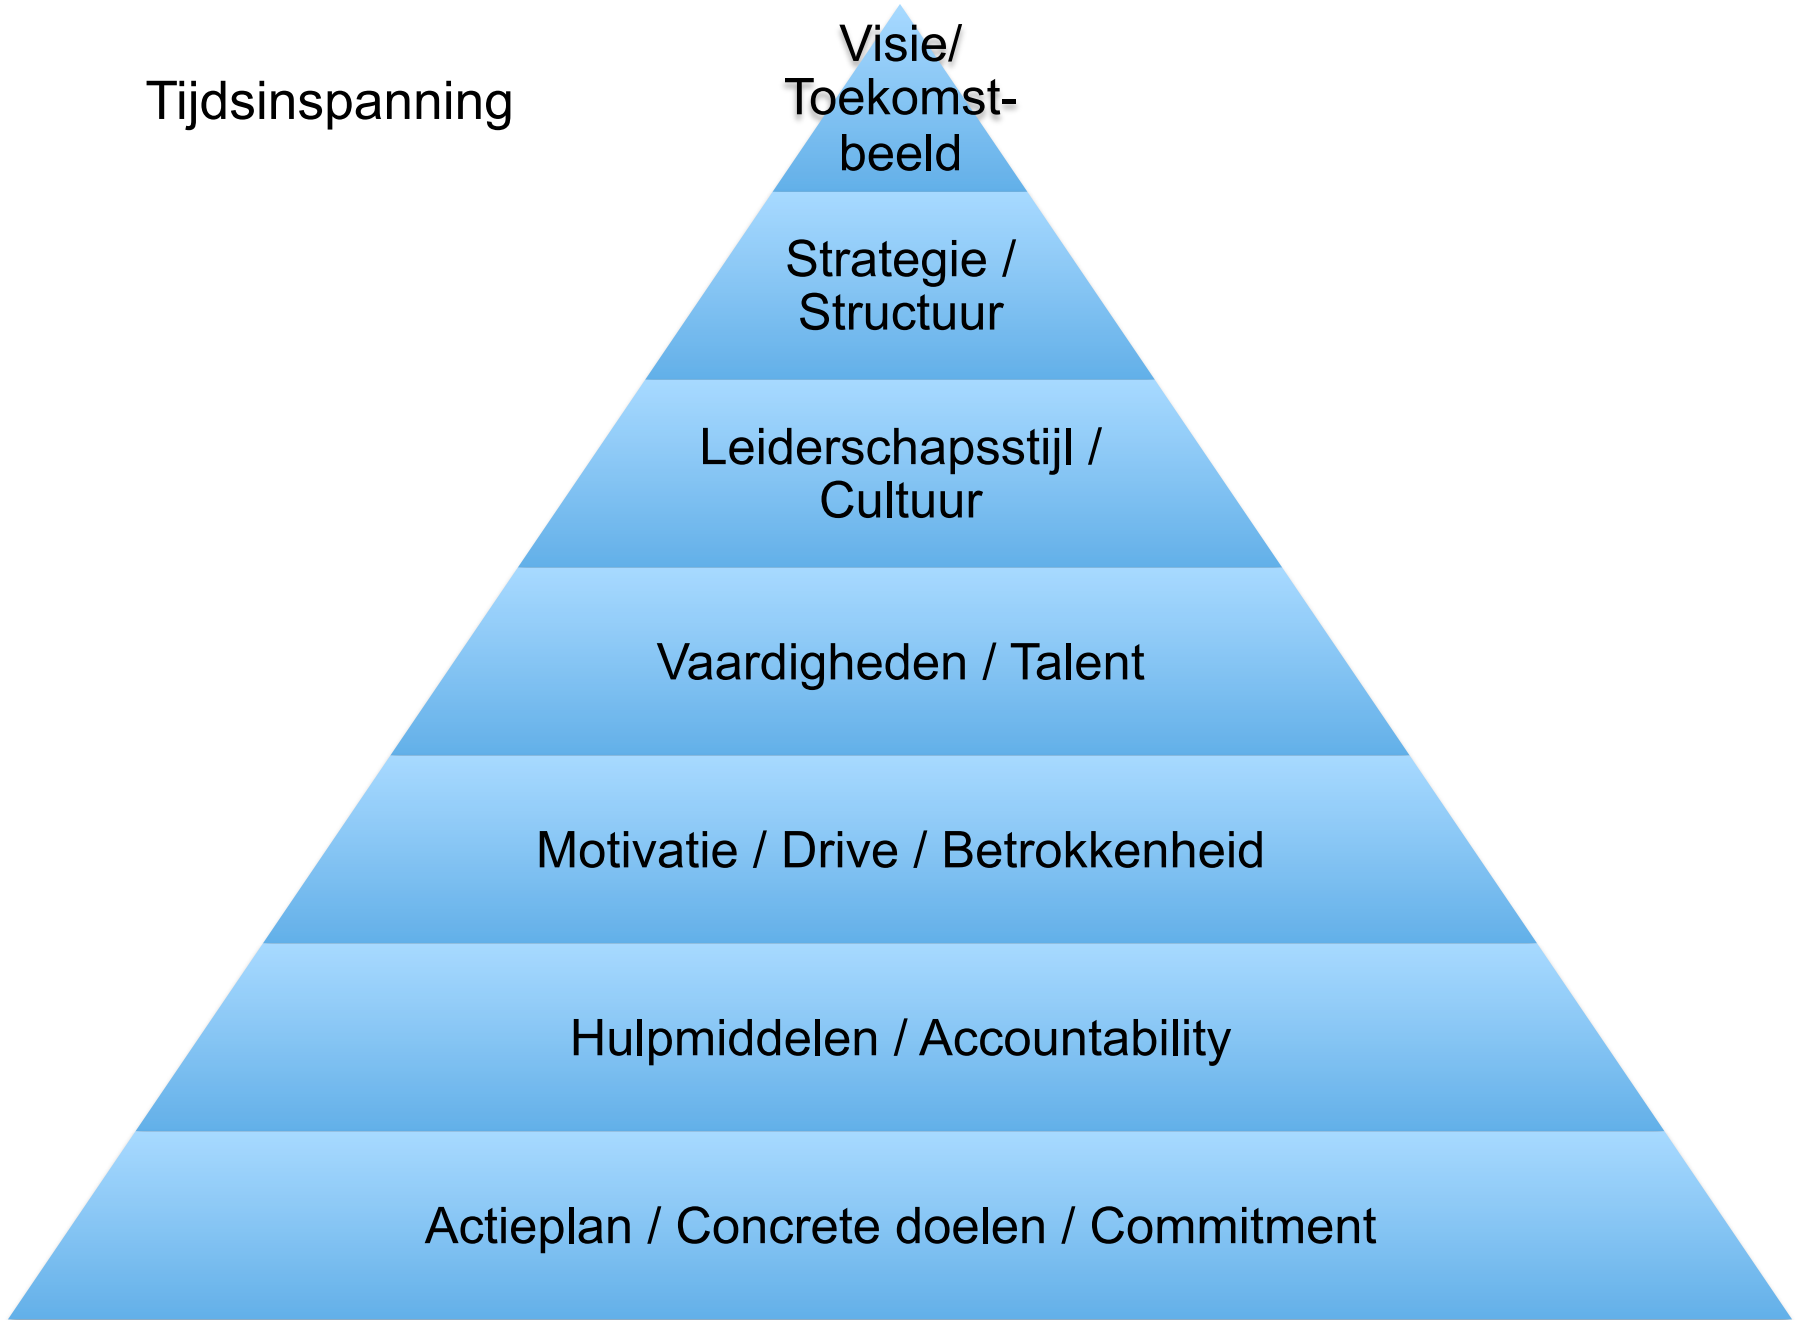 Tijdsinspanning
Visie/
Toekomst-
beeld
Strategie /
Structuur
Leiderschapsstijl /
Cultuur
Vaardigheden / Talent
Motivatie / Drive / Betrokkenheid
Hulpmiddelen / Accountability
Actieplan / Concrete doelen / Commitment